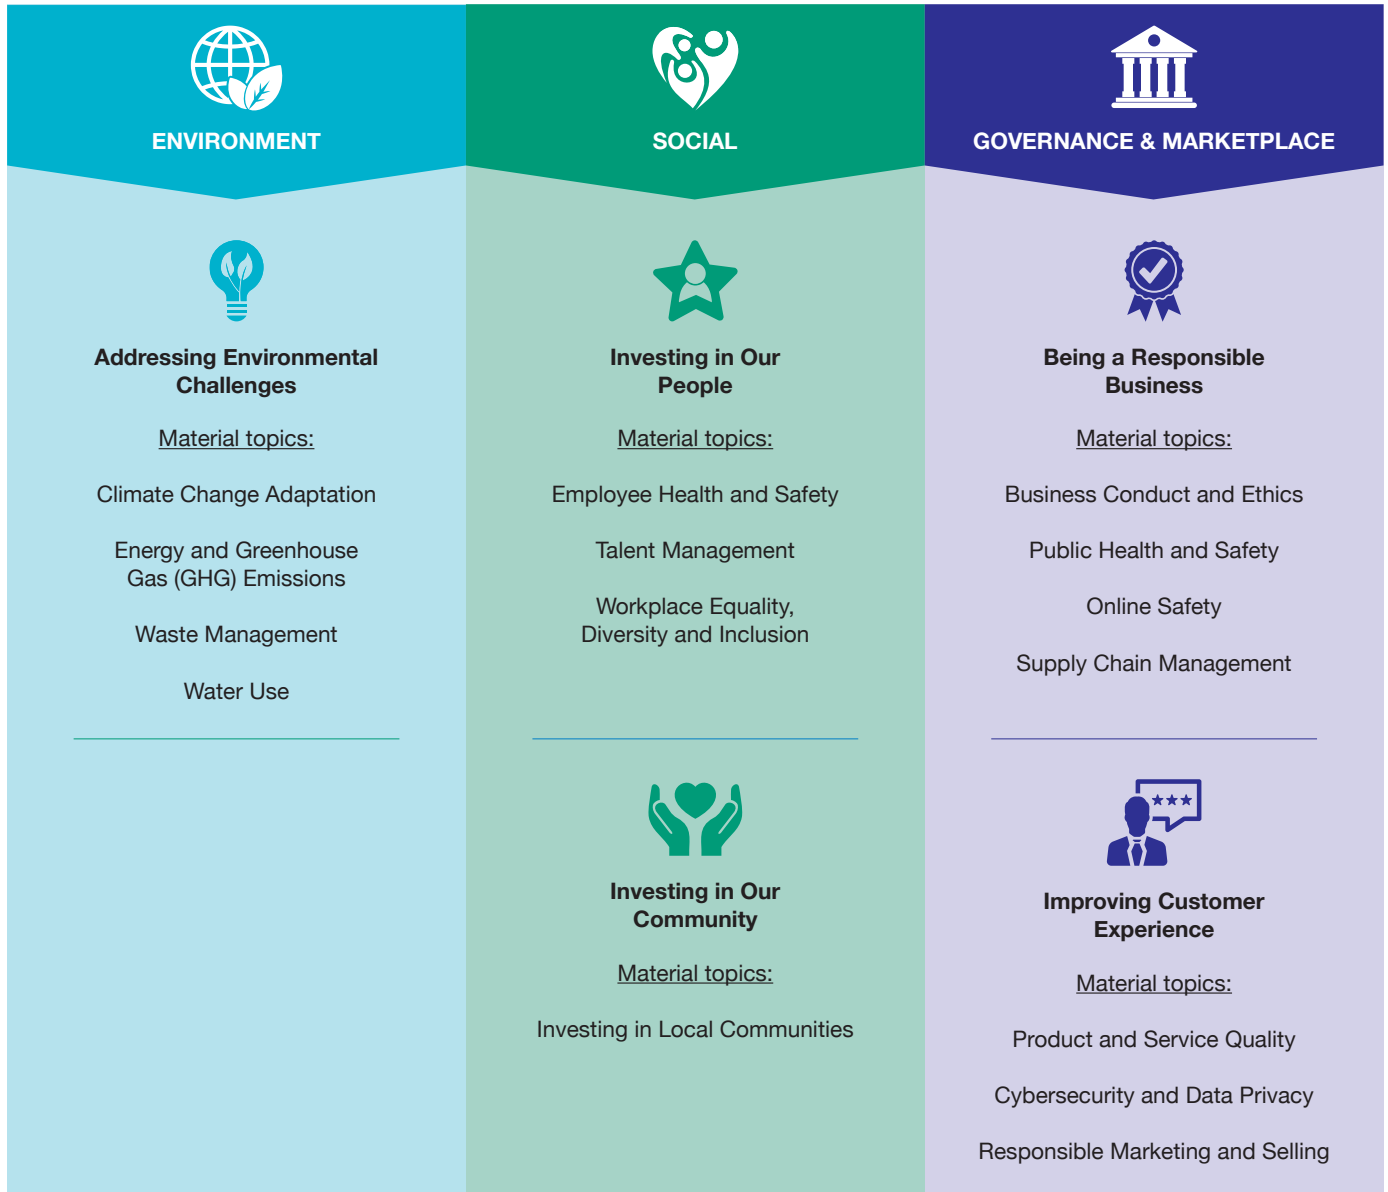 ENVIRONMENT
Addressing Environmental
Challenges
Material topics:
Climate Change Adaptation
Energy and Greenhouse
Gas (GHG) Emissions
Waste Management
Water Use
SOCIAL
Investing in Our
People
Material topics:
Employee Health and Safety
Talent Management
Workplace Equality,
Diversity and Inclusion
Investing in Our
Community
Material topics:
Investing in Local Communities
GOVERNANCE & MARKETPLACE
Being a Responsible
Business
Material topics:
Business Conduct and Ethics
Public Health and Safety
Online Safety
Supply Chain Management
Improving Customer
Experience
Material topics:
Product and Service Quality
Cybersecurity and Data Privacy
Responsible Marketing and Selling